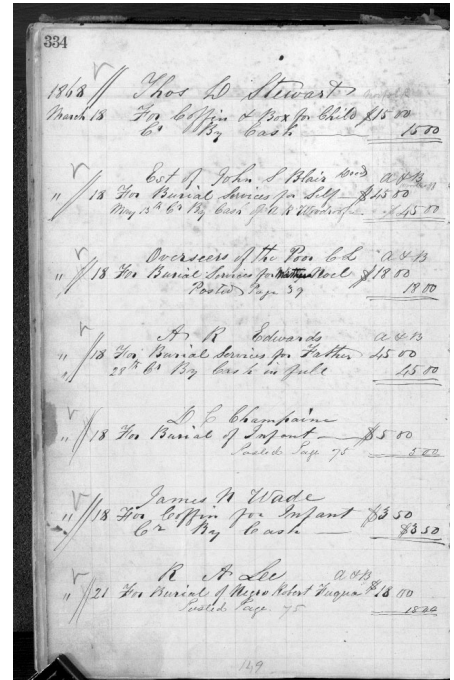 334
1868 Thos D Stewart
March 18 For Coffin & Box for Child $15.00
Cr By Cash 15 00
Est of John S Blair Decd A & B
" 18 For Burial Services for Self $45 00
May 13th Cr By Cash of A R Woodroof 45 00
Overseers of the Poor C L A & B
" 18 For Burial Services for Noel $18 00
Posted Page 39 18 00
A R Edwards A & B
" 18 For Burial Services for Father 45 00
" 28th Cr By Cash in full 45 00
D C Champaine
" 18 For Burial of Infant $5 00
Posted Page 75 5 00
James N Wade
" 18 For Coffin for Infant $3 50
Cr By Cash $3 50
R A Lee A & B
" 21 For Burial of Negro Robert Fuqua $18 00
Posted Page 75 18 00
149